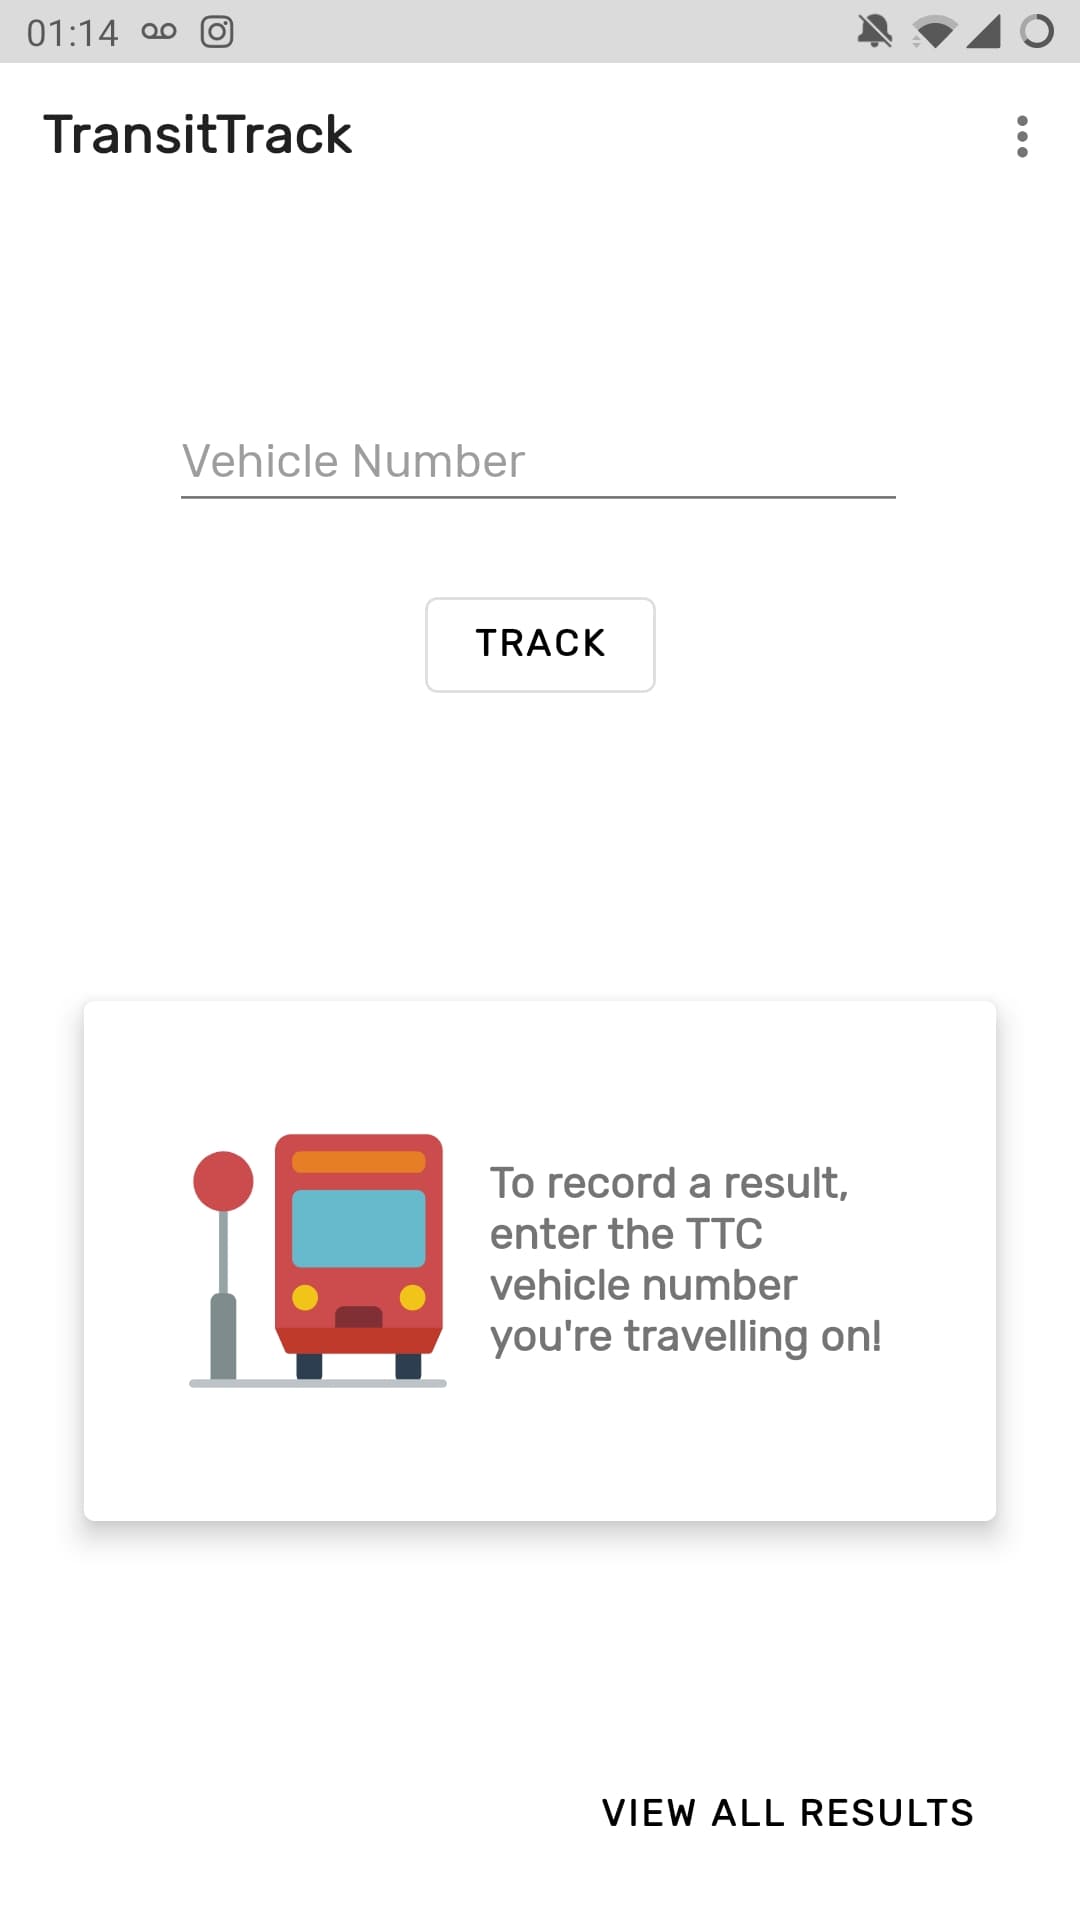 01:14
TransitTrack
Vehicle Number
TRACK
To record a result,
enter the TTC
vehicle number
you're travelling on!
VIEW ALL RESULTS